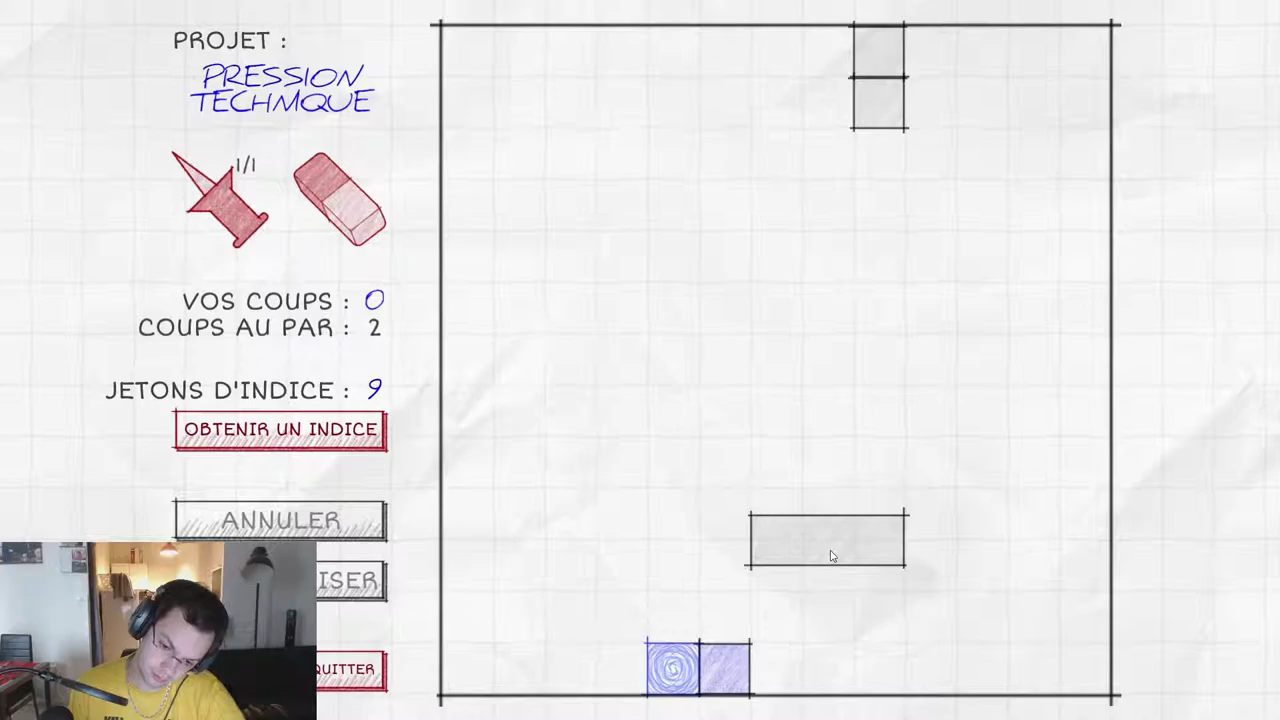 PROJET :
PRESSION
TECHNIQUE
1/1
VOS COUPS : 0
COUPS AU PAR : 2
JETONS D'INDICE : 9
OBTENIR UN INDICE
ANNULER
ISER
QUITTER